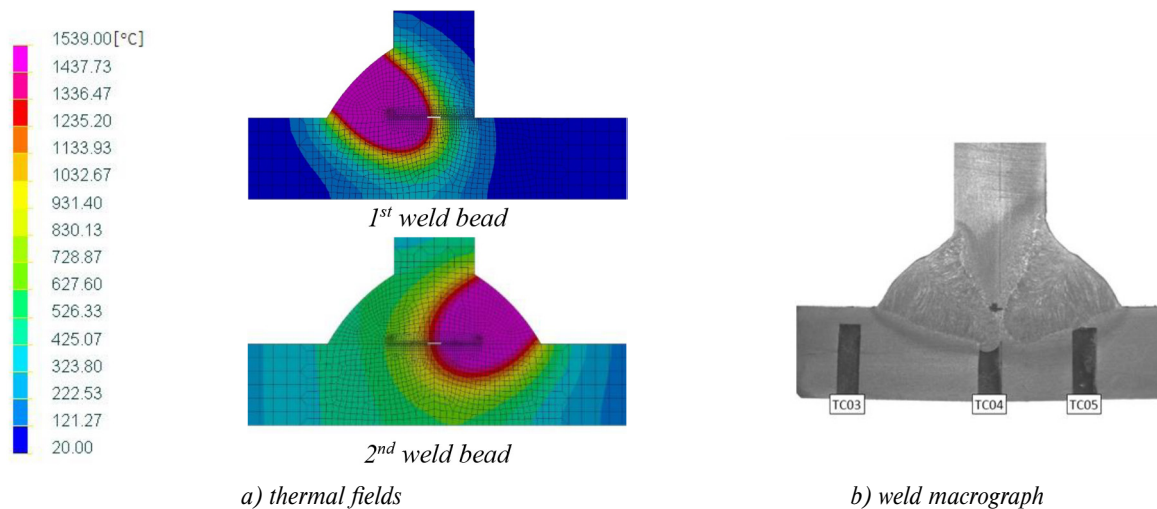 1539.00[°C]
1437.73
1336.47
1235.20
1133.93
1032.67
931.40
830.13
728.87
627.60
526.33
425.07
323.80
222.53
121.27
20.00
1st weld bead
2nd weld bead
a) thermal fields
TC03
TC04
TC05
b) weld macrograph